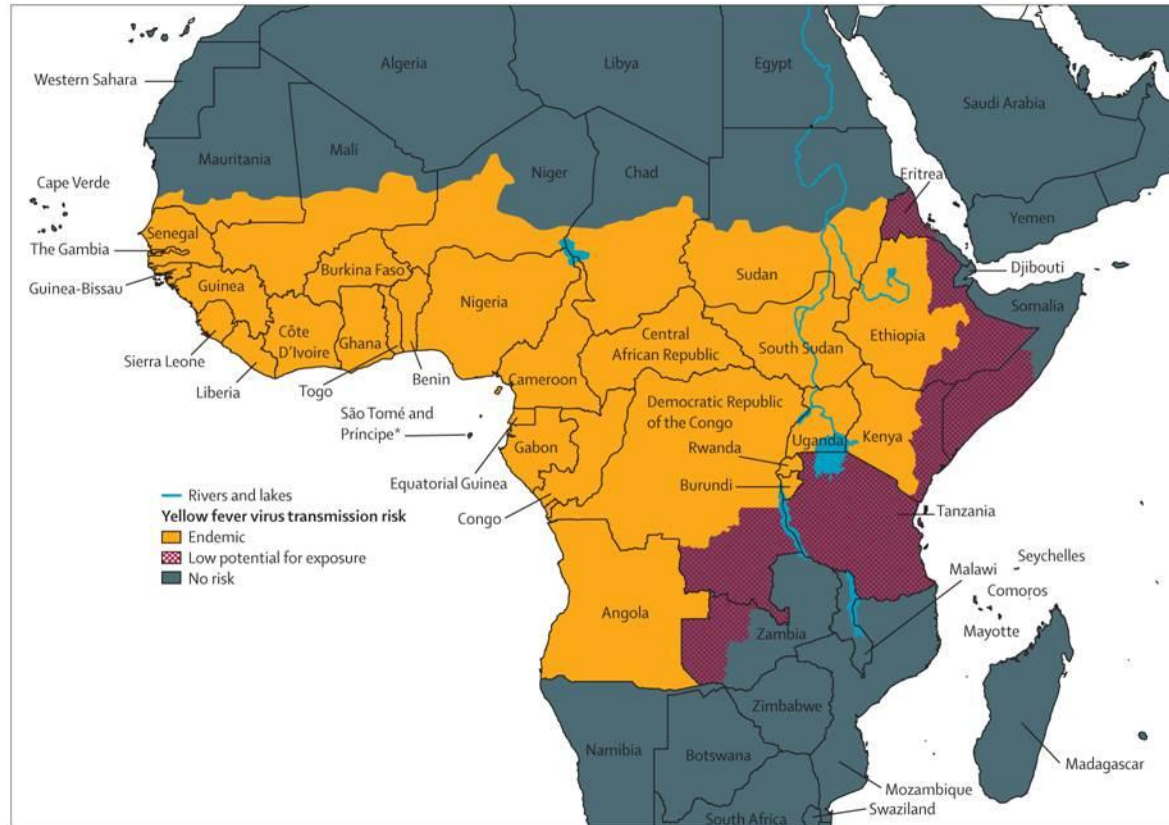 Algeria
Libya
Egypt
Western Sahara
Saudi Arabia
Mauritania
Mali
Niger
Chad
Eritrea
Cape Verde
Yemen
Senegal
The Gambia
Burkina Faso
Sudan
Djibouti
Guinea-Bissau
Guinea
Nigeria
Somalia
Côte
D'Ivoire
Ghana
Central
African Republic
South Sudan
Ethiopia
Sierra Leone
Liberia
Togo
Benin
Cameroon
São Tomé and
Príncipe*
Democratic Republic
of the Congo
Uganda
Kenya
Gabon
Rwanda
Equatorial Guinea
Burundi
Congo
Tanzania
Rivers and lakes
Yellow fever virus transmission risk
Endemic
Low potential for exposure
No risk
Malawi
Seychelles
Comoros
Mayotte
Angola
Zambia
Zimbabwe
Namibia
Botswana
Madagascar
Mozambique
Swaziland
South Africa